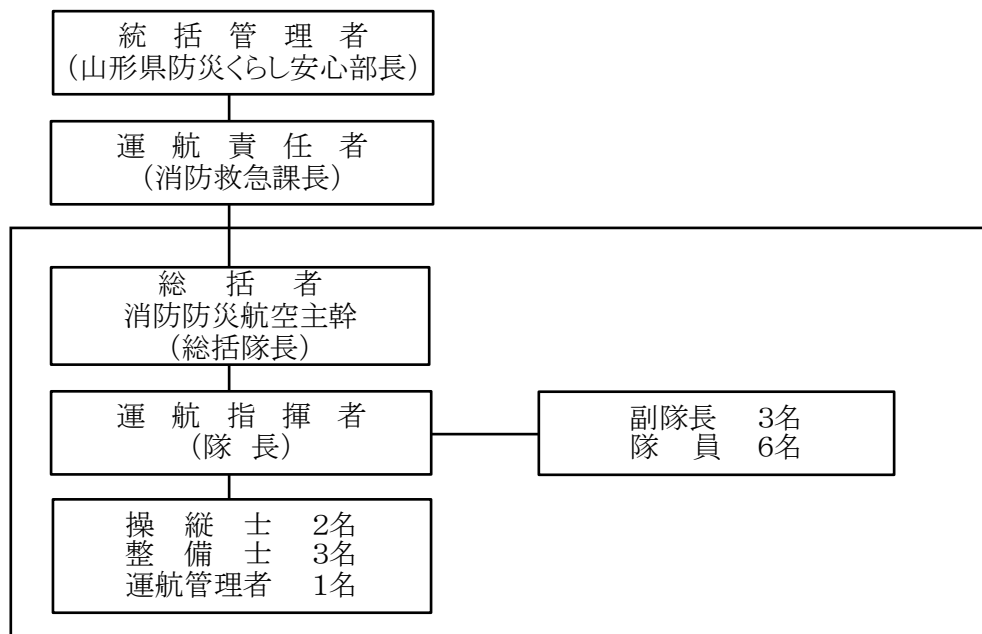 統括管理者
(山形県防災くらし安心部長)
運航責任者
(消防救急課長)
総括者
消防防災航空主幹
(総括隊長)
運航指揮者
(隊長)
副隊長 3名
隊員 6名
操縦士 2名
整備士 3名
運航管理者 1名